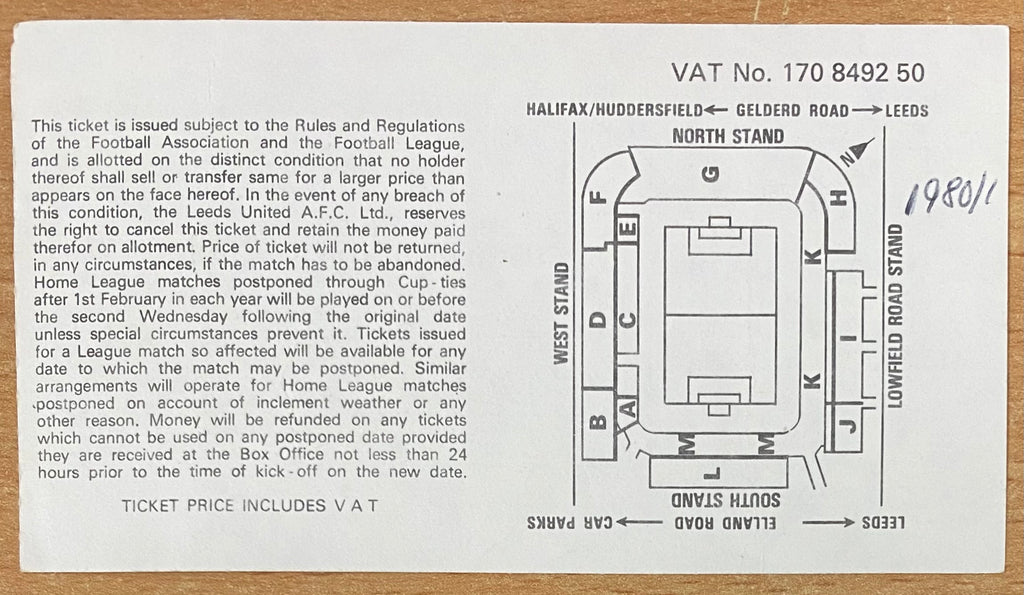 VAT No. 170 8492 50
This ticket is issued subject to the Rules and Regulations
of the Football Association and the Football League,
and is allotted on the distinct condition that no holder
thereof shall sell or transfer same for a larger price than
appears on the face hereof. In the event of any breach of
this condition, the Leeds United A.F.C. Ltd., reserves
the right to cancel this ticket and retain the money paid
therefor on allotment. Price of ticket will not be returned,
in any circumstances, if the match has to be abandoned.
Home League matches postponed through Cup-ties
after 1st February in each year will be played on or before
the second Wednesday following the original date
unless special circumstances prevent it. Tickets issued
for a League match so affected will be available for any
date to which the match may be postponed. Similar
arrangements will operate for Home League matches
postponed on account of inclement weather or any
other reason. Money will be refunded on any tickets
which cannot be used on any postponed date provided
they are received at the Box Office not less than 24
hours prior to the time of kick-off on the new date.
TICKET PRICE INCLUDES V A T
HALIFAX/HUDDERSFIELD ← GELDERD ROAD → LEEDS
NORTH STAND
N
G
F
H
E
K
1980/1
WEST STAND
D
C
I
LOWFIELD ROAD STAND
K
B
A
J
M
M
L
SOUTH STAND
CAR PARKS ← ELLAND ROAD → LEEDS